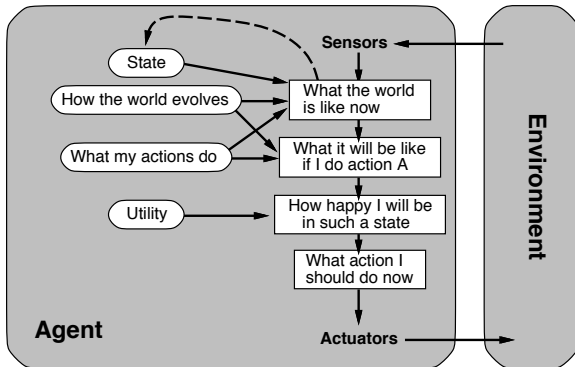 Sensors
State
What the world
is like now
How the world evolves
What it will be like
if I do action A
What my actions do
How happy I will be
in such a state
Utility
What action I
should do now
Agent
Actuators
Environment